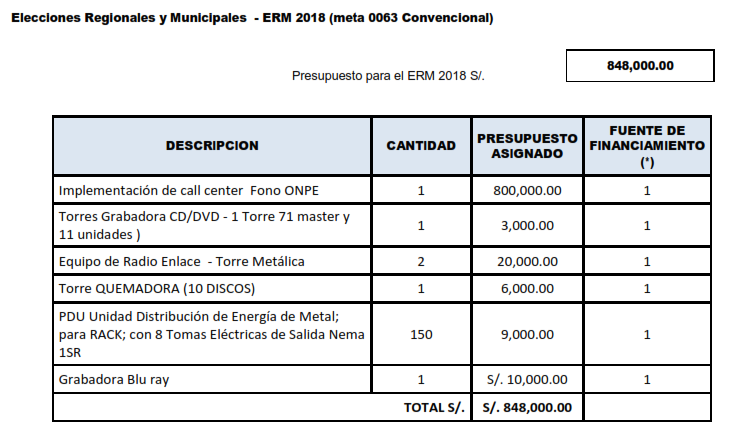 Elecciones Regionales y Municipales - ERM 2018 (meta 0063 Convencional)
Presupuesto para el ERM 2018 S/.
848,000.00
DESCRIPCION
CANTIDAD
PRESUPUESTO
ASIGNADO
FUENTE DE
FINANCIAMIENTO
(*)
Implementación de call center Fono ONPE
1
800,000.00
1
Torres Grabadora CD/DVD - 1 Torre 71 master y
11 unidades )
1
3,000.00
1
Equipo de Radio Enlace - Torre Metálica
2
20,000.00
1
Torre QUEMADORA (10 DISCOS)
1
6,000.00
1
PDU Unidad Distribución de Energía de Metal;
para RACK; con 8 Tomas Eléctricas de Salida Nema
1SR
150
9,000.00
1
Grabadora Blu ray
1
S/. 10,000.00
1
TOTAL S/.
S/. 848,000.00